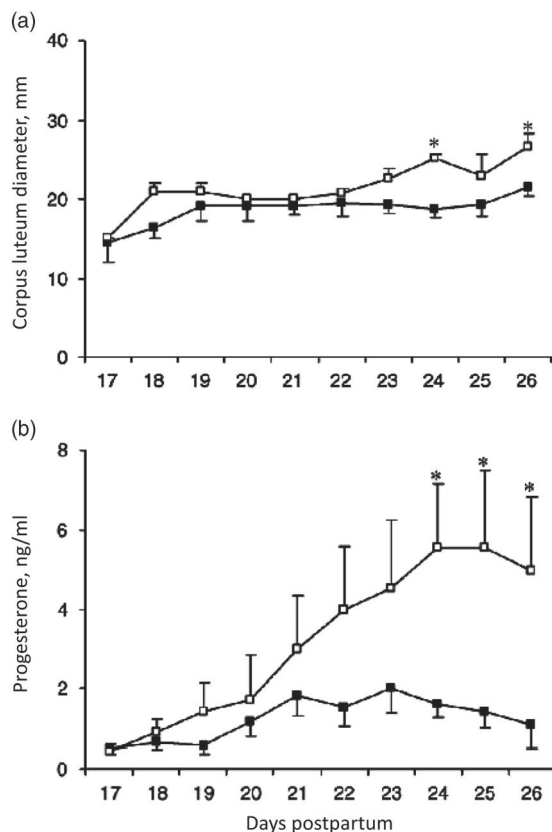 (a)
40
30
20
10
0
Corpus luteum diameter, mm
* *
17 18 19 20 21 22 23 24 25 26
(b)
8
6
4
2
0
Progesterone, ng/ml
* * *
17 18 19 20 21 22 23 24 25 26
Days postpartum